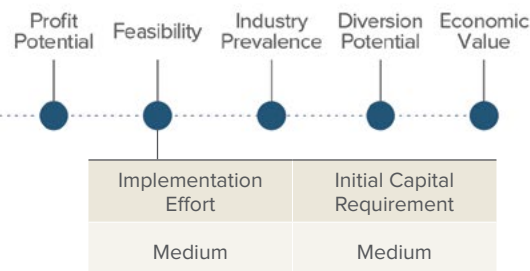 Profit
Potential
Feasibility
Industry
Prevalence
Diversion
Potential
Economic
Value
Implementation
Effort
Initial Capital
Requirement
Medium
Medium